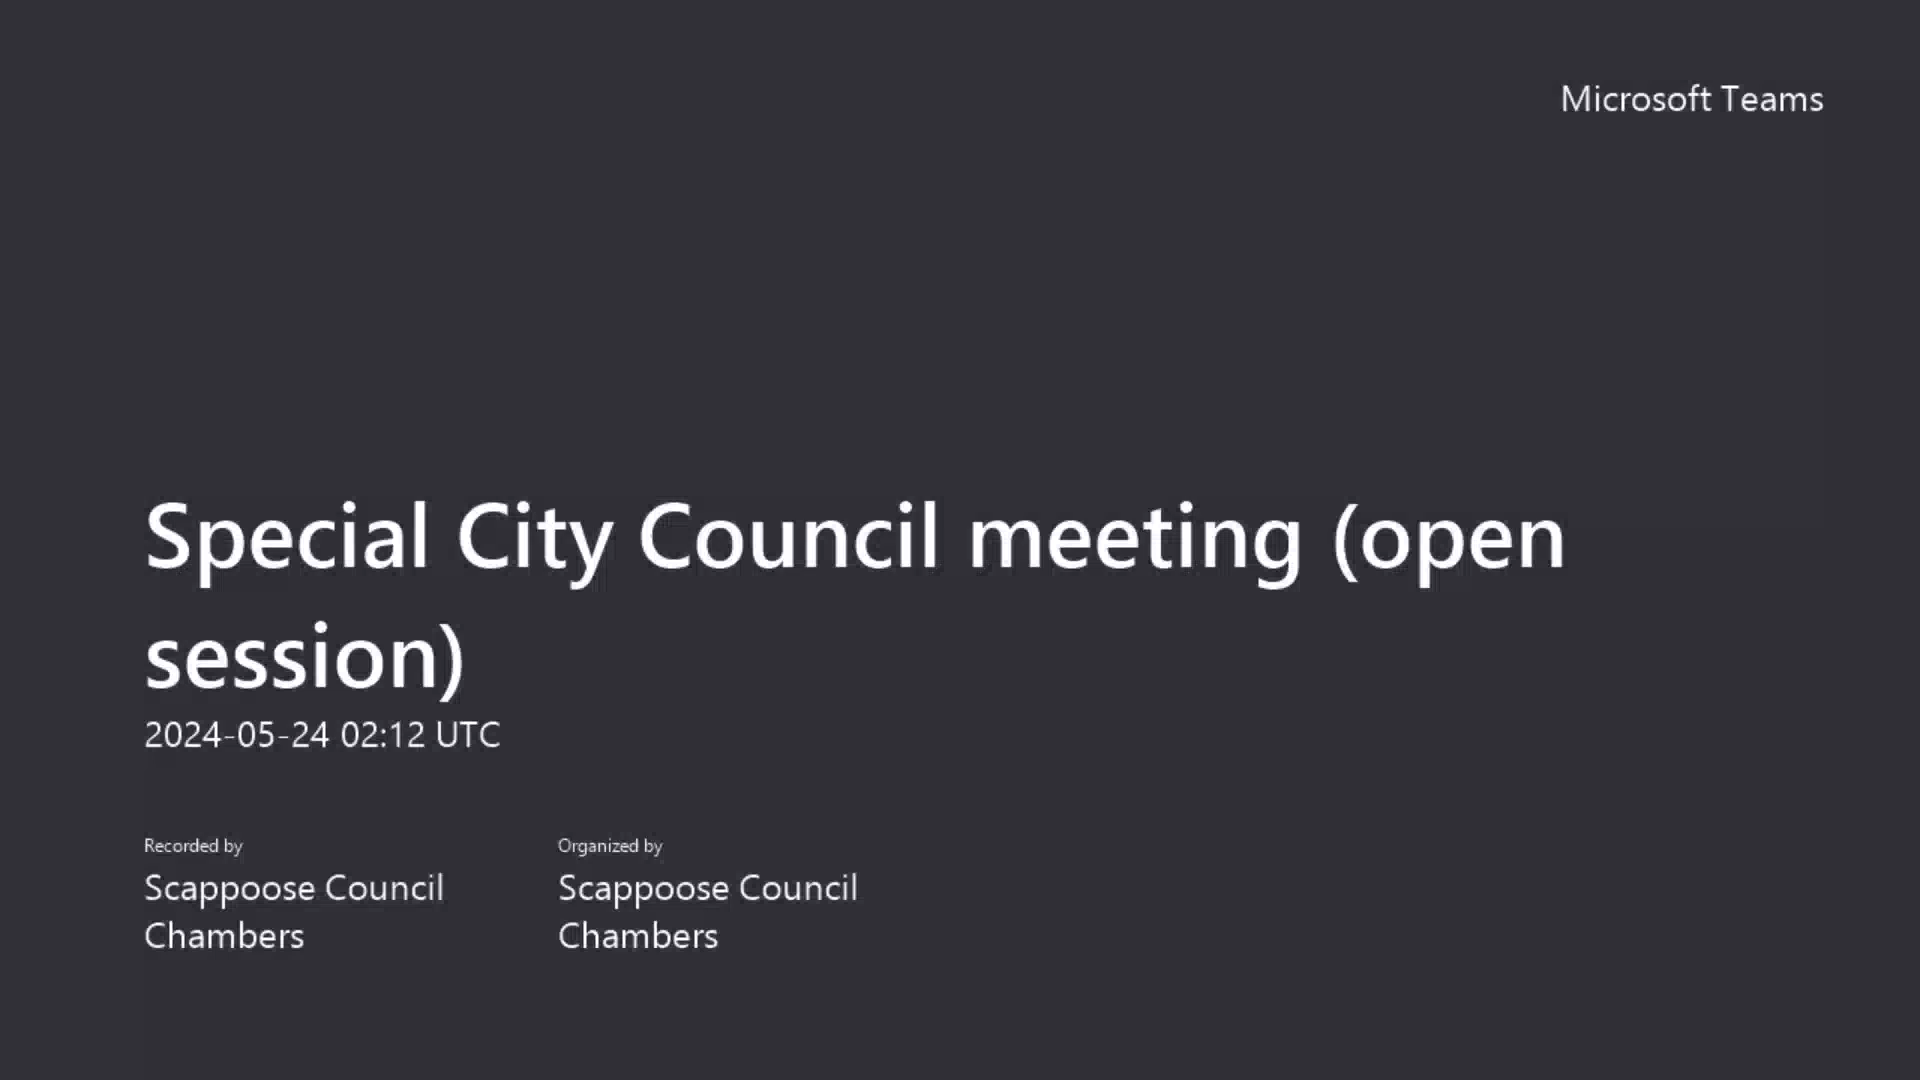 Microsoft Teams
Special City Council meeting (open
session)
2024-05-24 02:12 UTC
Recorded by
Scappoose Council
Chambers
Organized by
Scappoose Council
Chambers